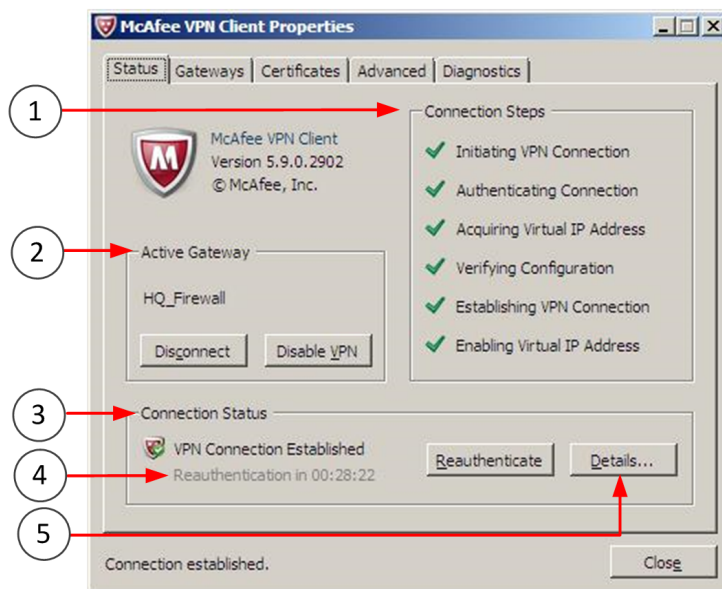 McAfee VPN Client Properties
Status Gateways Certificates Advanced Diagnostics
1
Connection Steps
McAfee VPN Client
Version 5.9.0.2902
© McAfee, Inc.
Initiating VPN Connection
Authenticating Connection
Acquiring Virtual IP Address
Verifying Configuration
Establishing VPN Connection
Enabling Virtual IP Address
2
Active Gateway
HQ_Firewall
Disconnect Disable VPN
3
Connection Status
VPN Connection Established
4
Reauthentication in 00:28:22
Reauthenticate Details...
5
Connection established.
Close